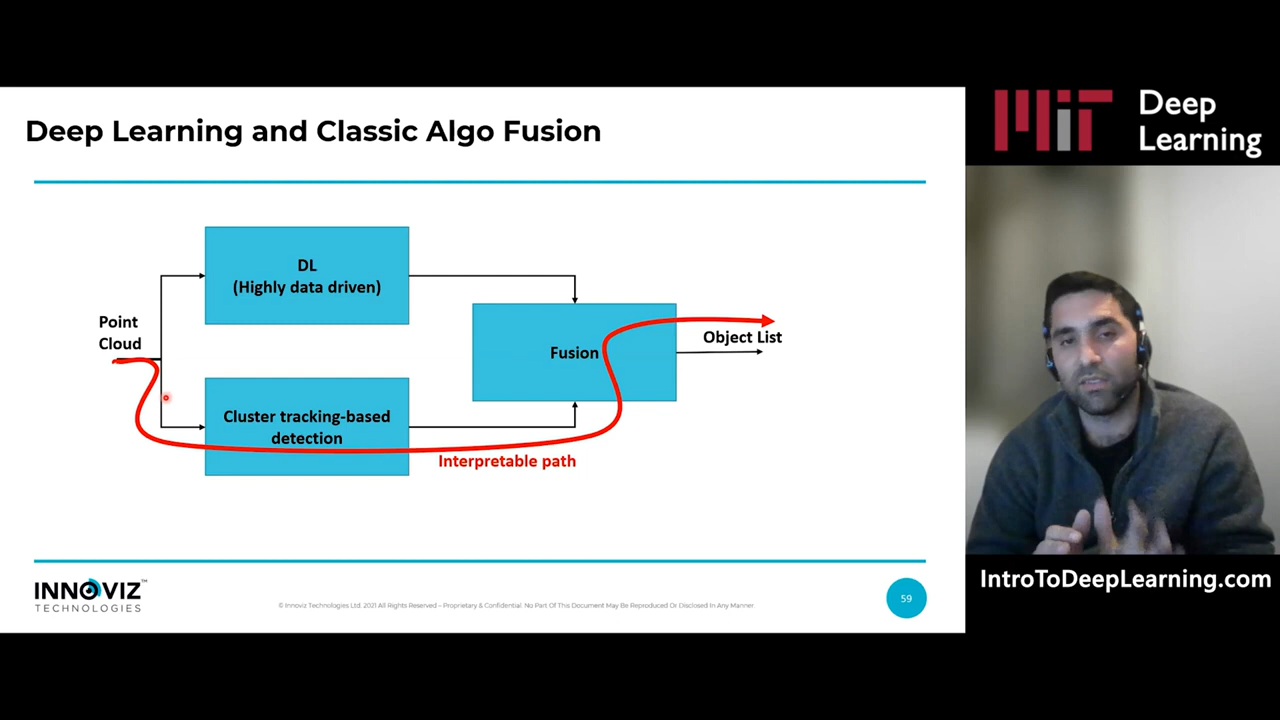 Deep Learning and Classic Algo Fusion
DL
(Highly data driven)
Point
Cloud
Cluster tracking-based
detection
Fusion
Object List
Interpretable path
INNOVIZ™
TECHNOLOGIES
© Innoviz Technologies Ltd. 2021 All Rights Reserved – Proprietary & Confidential. No Part Of This Document May Be Reproduced Or Disclosed In Any Manner.
59
MIT
Deep
Learning
IntroToDeepLearning.com